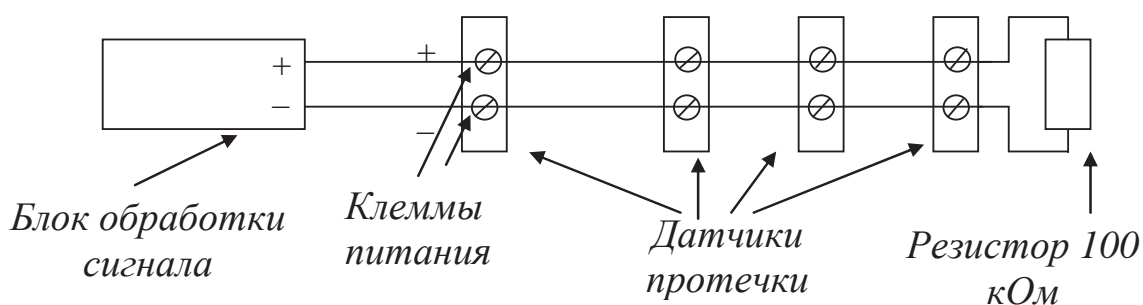 +
+
−
−
Блок обработки
сигнала
Клеммы
питания
Датчики
протечки
Резистор 100
кОм